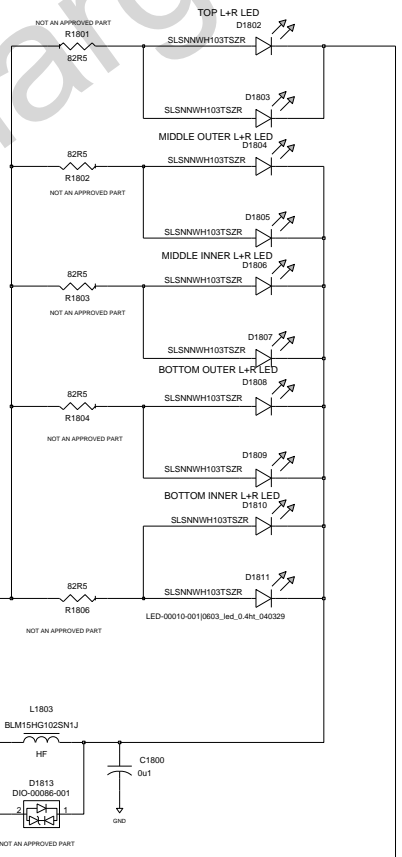 TOP L+R LED
D1802
NOT AN APPROVED PART
R1801
SLSNNWH103TSZR
82R5
D1803
SLSNNWH103TSZR
MIDDLE OUTER L+R LED
D1804
82R5
SLSNNWH103TSZR
R1802
NOT AN APPROVED PART
D1805
SLSNNWH103TSZR
MIDDLE INNER L+R LED
D1806
82R5
SLSNNWH103TSZR
R1803
NOT AN APPROVED PART
D1807
SLSNNWH103TSZR
BOTTOM OUTER L+R LED
D1808
82R5
SLSNNWH103TSZR
R1804
NOT AN APPROVED PART
D1809
SLSNNWH103TSZR
BOTTOM INNER L+R LED
D1810
SLSNNWH103TSZR
D1811
82R5
SLSNNWH103TSZR
R1806
LED-00010-001|0603_led_0.4ht_040329
NOT AN APPROVED PART
L1803
BLM15HG102SN1J
HF
C1800
0u1
D1813
DIO-00086-001
2 1
GND
NOT AN APPROVED PART